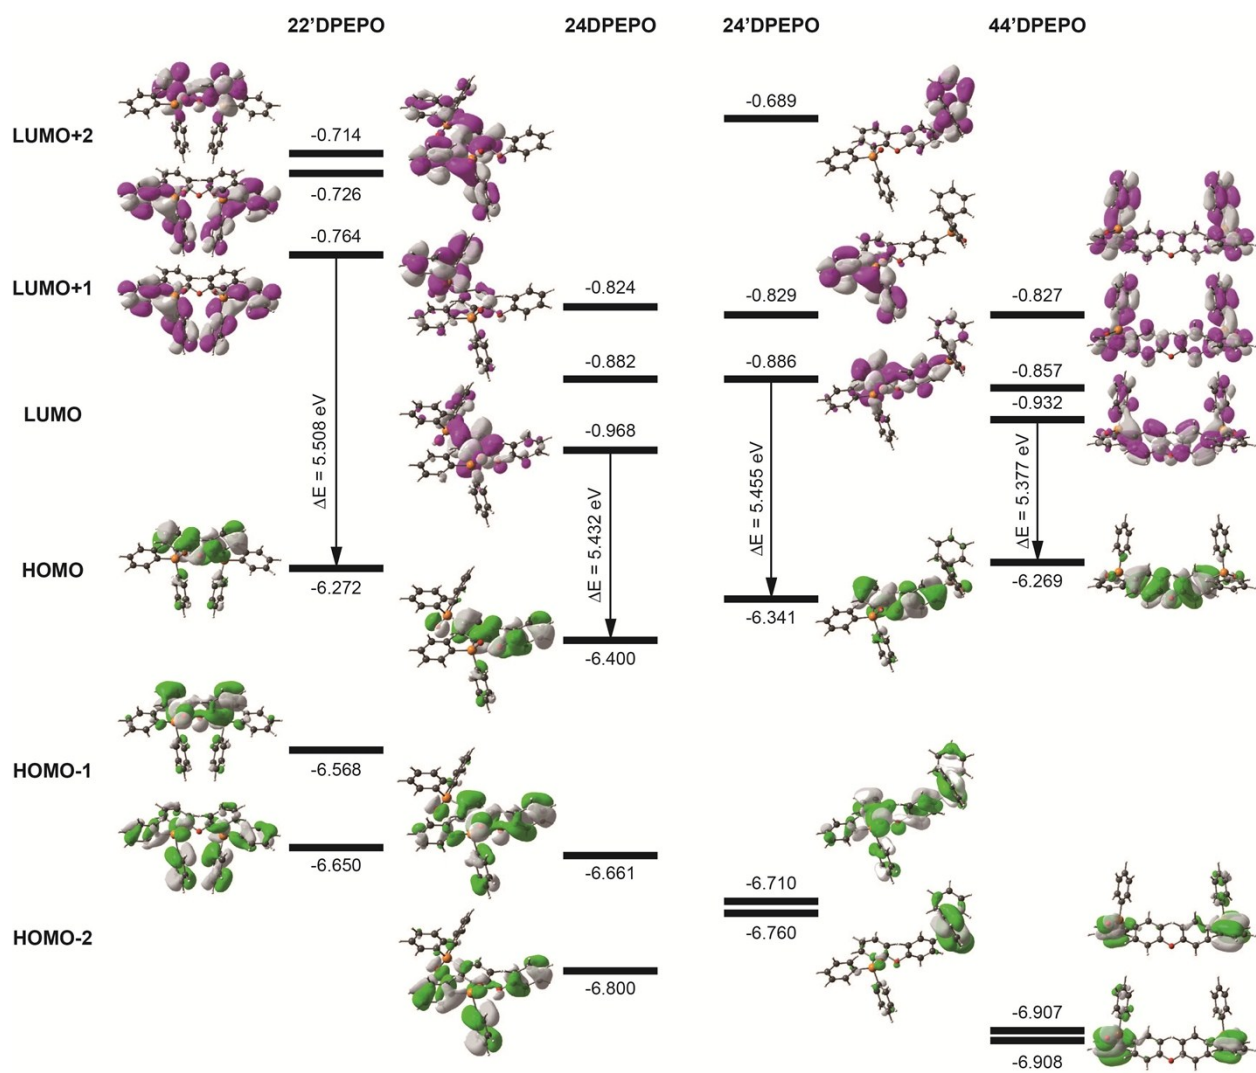 22'DPEPO 24DPEPO 24'DPEPO 44'DPEPO
-0.689
LUMO+2
-0.714
-0.726
-0.764
LUMO+1
-0.824
-0.829
-0.827
-0.882
-0.886
-0.857
-0.932
LUMO
-0.968
ΔE = 5.508 eV
ΔE = 5.432 eV
ΔE = 5.455 eV
ΔE = 5.377 eV
HOMO
-6.272
-6.269
-6.341
-6.400
HOMO-1
-6.568
-6.650
-6.661
-6.710
-6.760
HOMO-2
-6.800
-6.907
-6.908